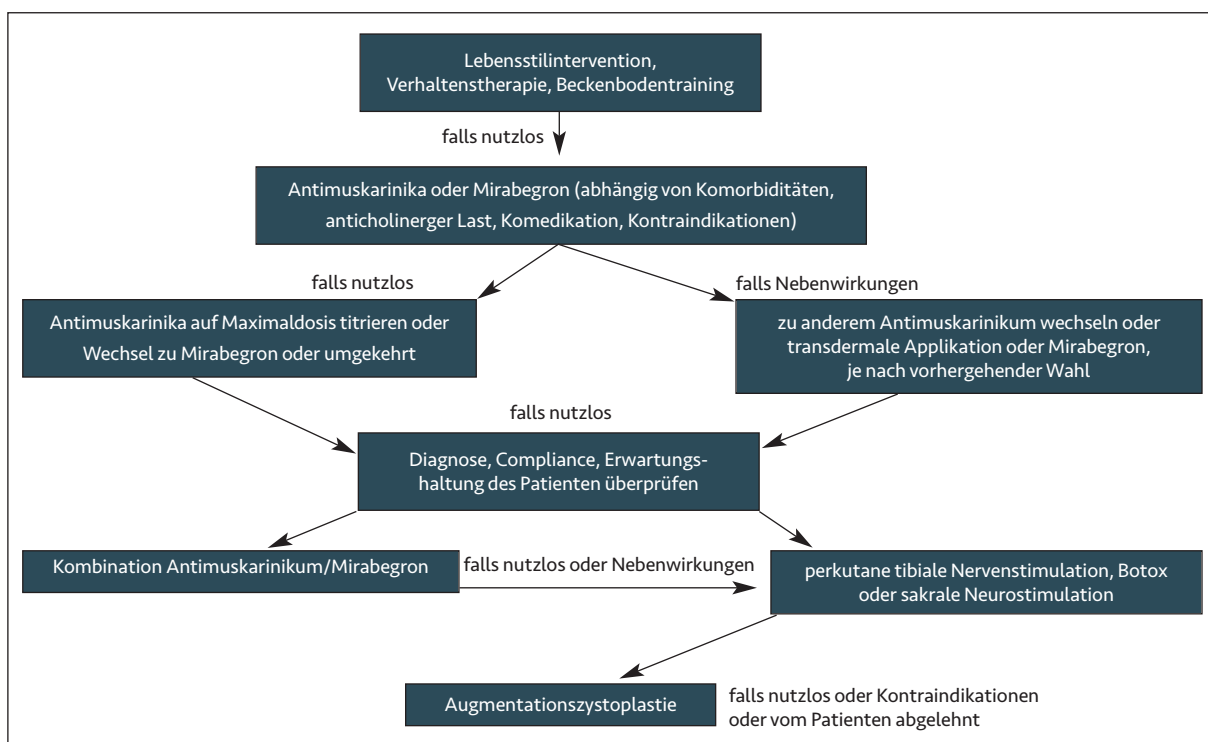 Lebensstilintervention,
Verhaltenstherapie, Beckenbodentraining
falls nutzlos
Antimuskarinika oder Mirabegron (abhängig von Komorbiditäten,
anticholinerger Last, Komedikation, Kontraindikationen)
falls nutzlos
falls Nebenwirkungen
Antimuskarinika auf Maximaldosis titrieren oder
Wechsel zu Mirabegron oder umgekehrt
zu anderem Antimuskarinikum wechseln oder
transdermale Applikation oder Mirabegron,
je nach vorhergehender Wahl
falls nutzlos
Diagnose, Compliance, Erwartungs-
haltung des Patienten überprüfen
Kombination Antimuskarinikum/Mirabegron
falls nutzlos oder Nebenwirkungen
perkutane tibiale Nervenstimulation, Botox
oder sakrale Neurostimulation
Augmentationszystoplastie
falls nutzlos oder Kontraindikationen
oder vom Patienten abgelehnt